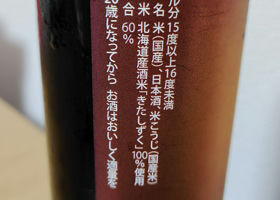 ル分 15度以上16度未満
名 米(国産)、日本酒、米こうじ(国産米)
米 北海道産酒米「きたしずく」100%使用
合 60%
歳になってから お酒はおいしく適量を